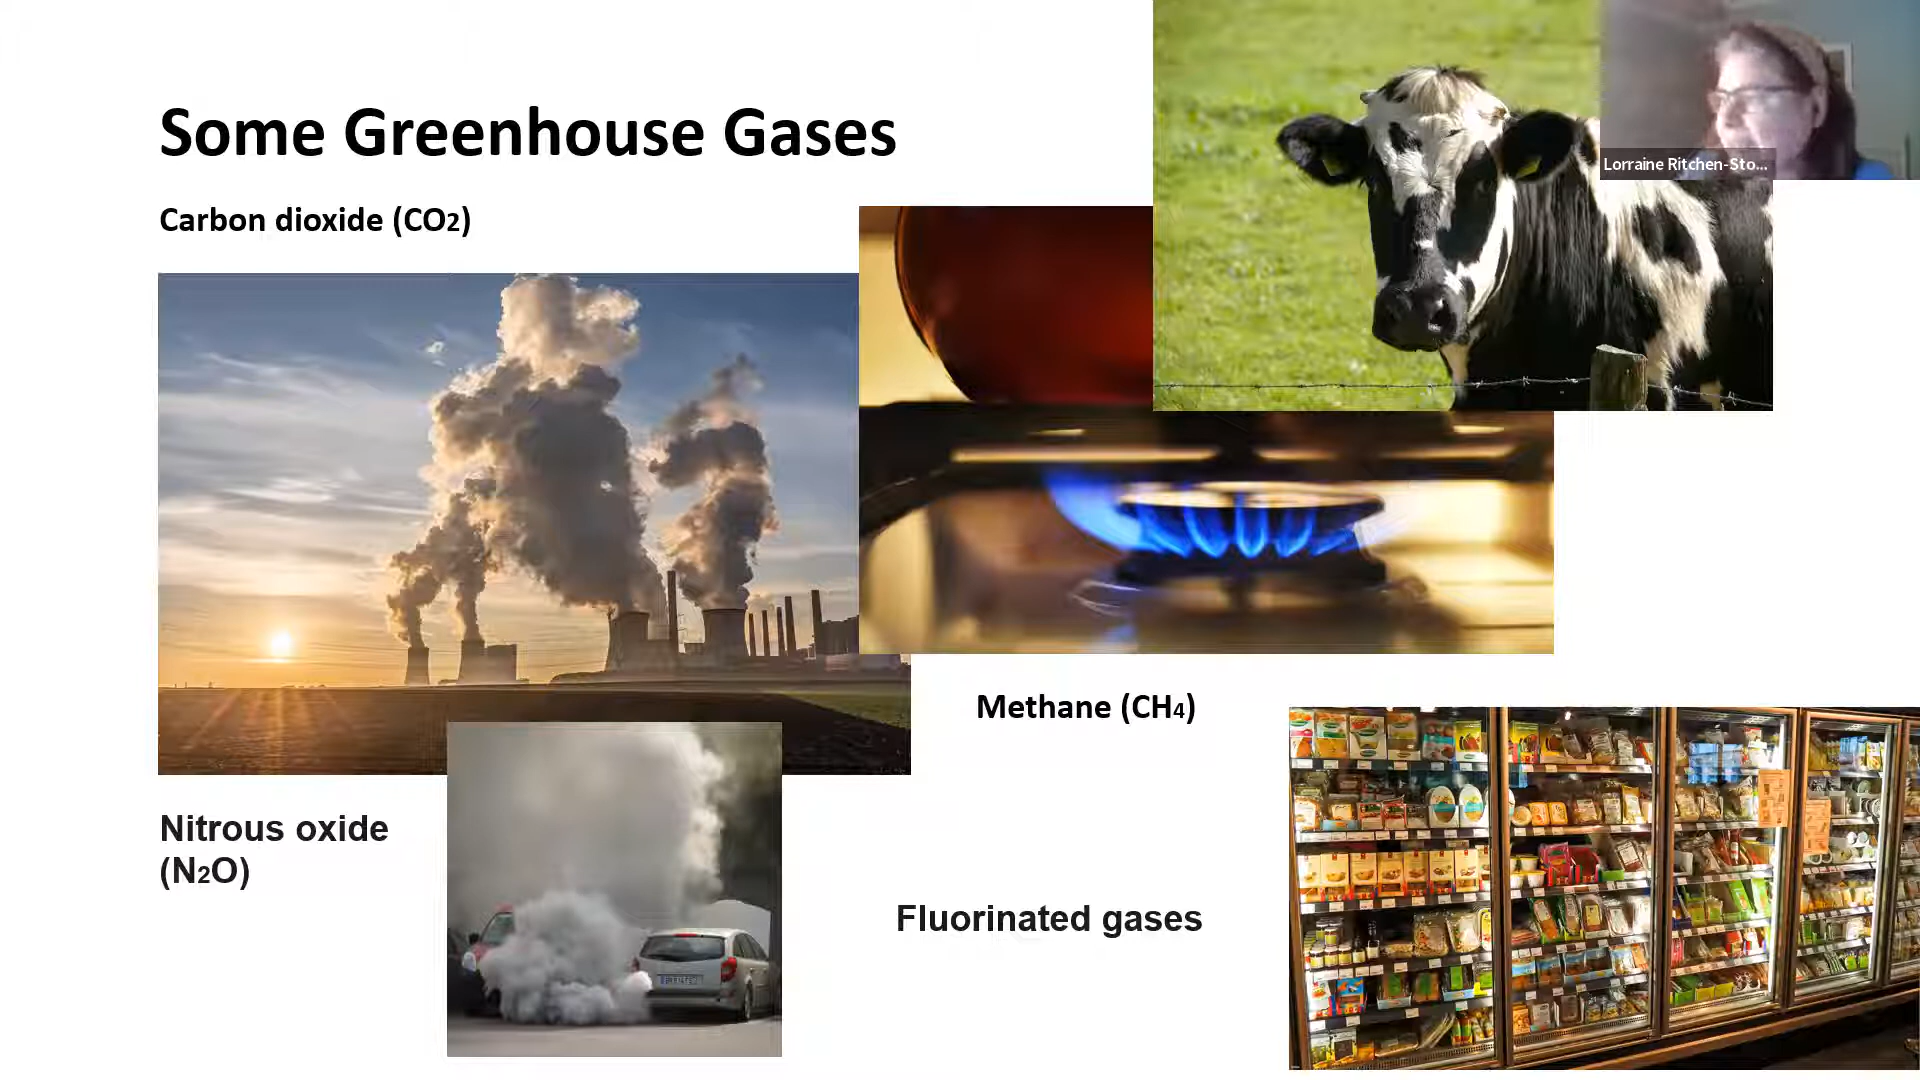 Some Greenhouse Gases
Lorraine Ritchen-Sto...
Carbon dioxide (CO2)
Methane (CH4)
Nitrous oxide
(N2O)
Fluorinated gases